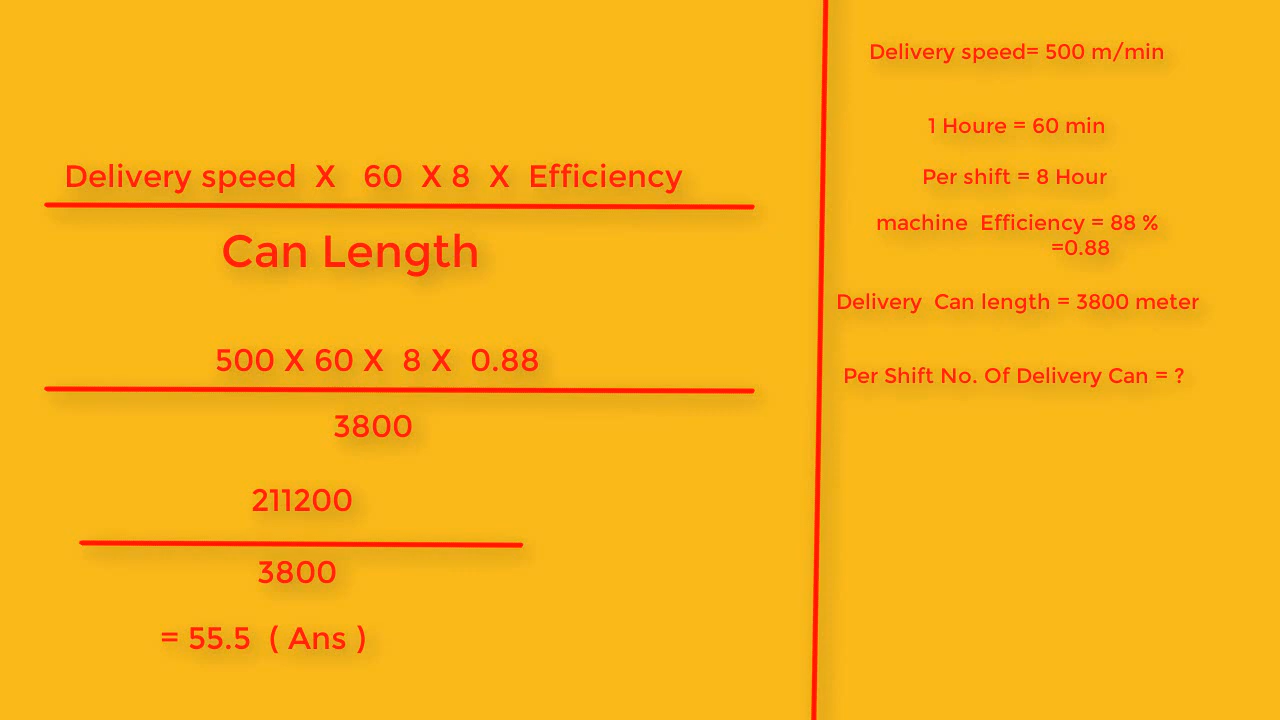 Delivery speed X 60 X 8 X Efficiency
Can Length
500 X 60 X 8 X 0.88
3800
211200
3800
= 55.5 ( Ans )
Delivery speed= 500 m/min
1 Houre = 60 min
Per shift = 8 Hour
machine Efficiency = 88 %
=0.88
Delivery Can length = 3800 meter
Per Shift No. Of Delivery Can = ?